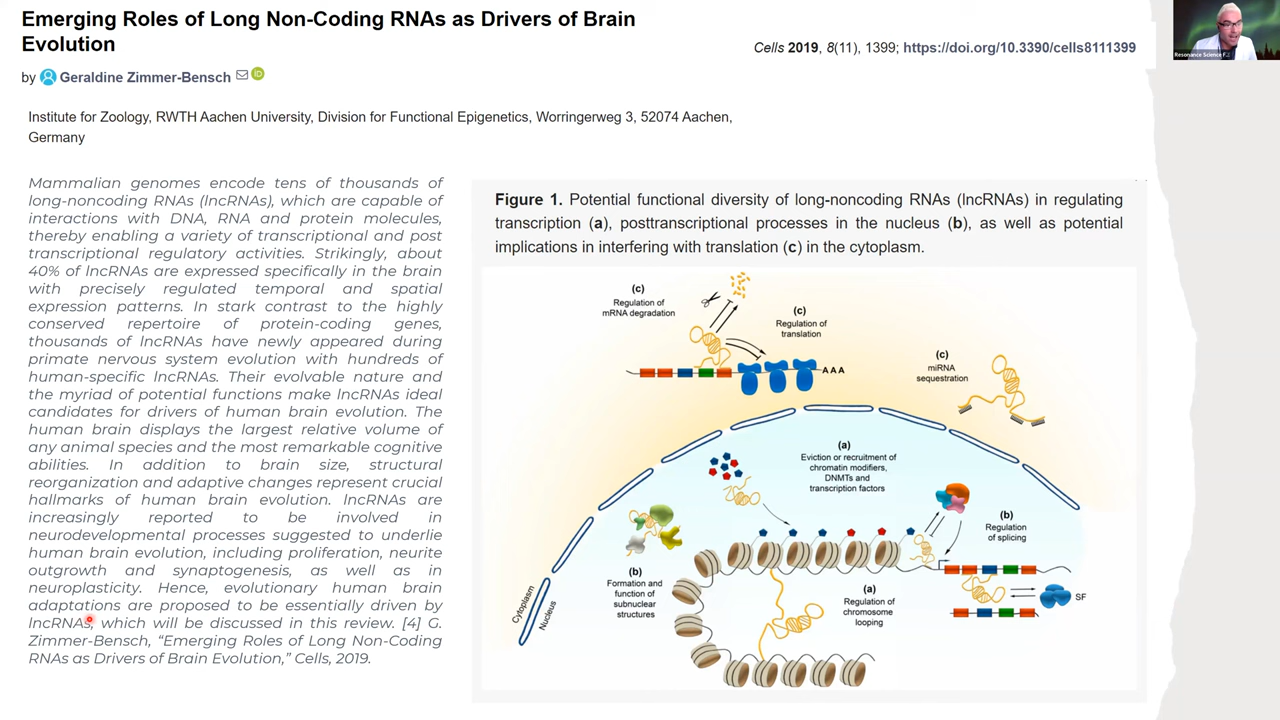 Emerging Roles of Long Non-Coding RNAs as Drivers of Brain
Evolution
Cells 2019, 8(11), 1399; https://doi.org/10.3390/cells8111399
by Geraldine Zimmer-Bensch iD
Institute for Zoology, RWTH Aachen University, Division for Functional Epigenetics, Worringerweg 3, 52074 Aachen,
Germany
Mammalian genomes encode tens of thousands of
long-noncoding RNAs (lncRNAs), which are capable of
interactions with DNA, RNA and protein molecules,
thereby enabling a variety of transcriptional and post
transcriptional regulatory activities. Strikingly, about
40% of lncRNAs are expressed specifically in the brain
with precisely regulated temporal and spatial
expression patterns. In stark contrast to the highly
conserved repertoire of protein-coding genes,
thousands of lncRNAs have newly appeared during
primate nervous system evolution with hundreds of
human-specific lncRNAs. Their evolvable nature and
the myriad of potential functions make lncRNAs ideal
candidates for drivers of human brain evolution. The
human brain displays the largest relative volume of
any animal species and the most remarkable cognitive
abilities. In addition to brain size, structural
reorganization and adaptive changes represent crucial
hallmarks of human brain evolution. lncRNAs are
increasingly reported to be involved in
neurodevelopmental processes suggested to underlie
human brain evolution, including proliferation, neurite
outgrowth and synaptogenesis, as well as in
neuroplasticity. Hence, evolutionary human brain
adaptations are proposed to be essentially driven by
lncRNAs, which will be discussed in this review. [4] G.
Zimmer-Bensch, “Emerging Roles of Long Non-Coding
RNAs as Drivers of Brain Evolution,” Cells, 2019.
Figure 1. Potential functional diversity of long-noncoding RNAs (lncRNAs) in regulating
transcription (a), posttranscriptional processes in the nucleus (b), as well as potential
implications in interfering with translation (c) in the cytoplasm.
(c)
Regulation of
mRNA degradation
(c)
Regulation of
translation
AAA
(c)
miRNA
sequestration
(a)
Eviction or recruitment of
chromatin modifiers,
DNMTs and
transcription factors
(b)
Regulation
of splicing
(b)
Formation and
function of
subnuclear
structures
(a)
Regulation of
chromosome
looping
SF
Cytoplasm
Nucleus
Resonance Science F